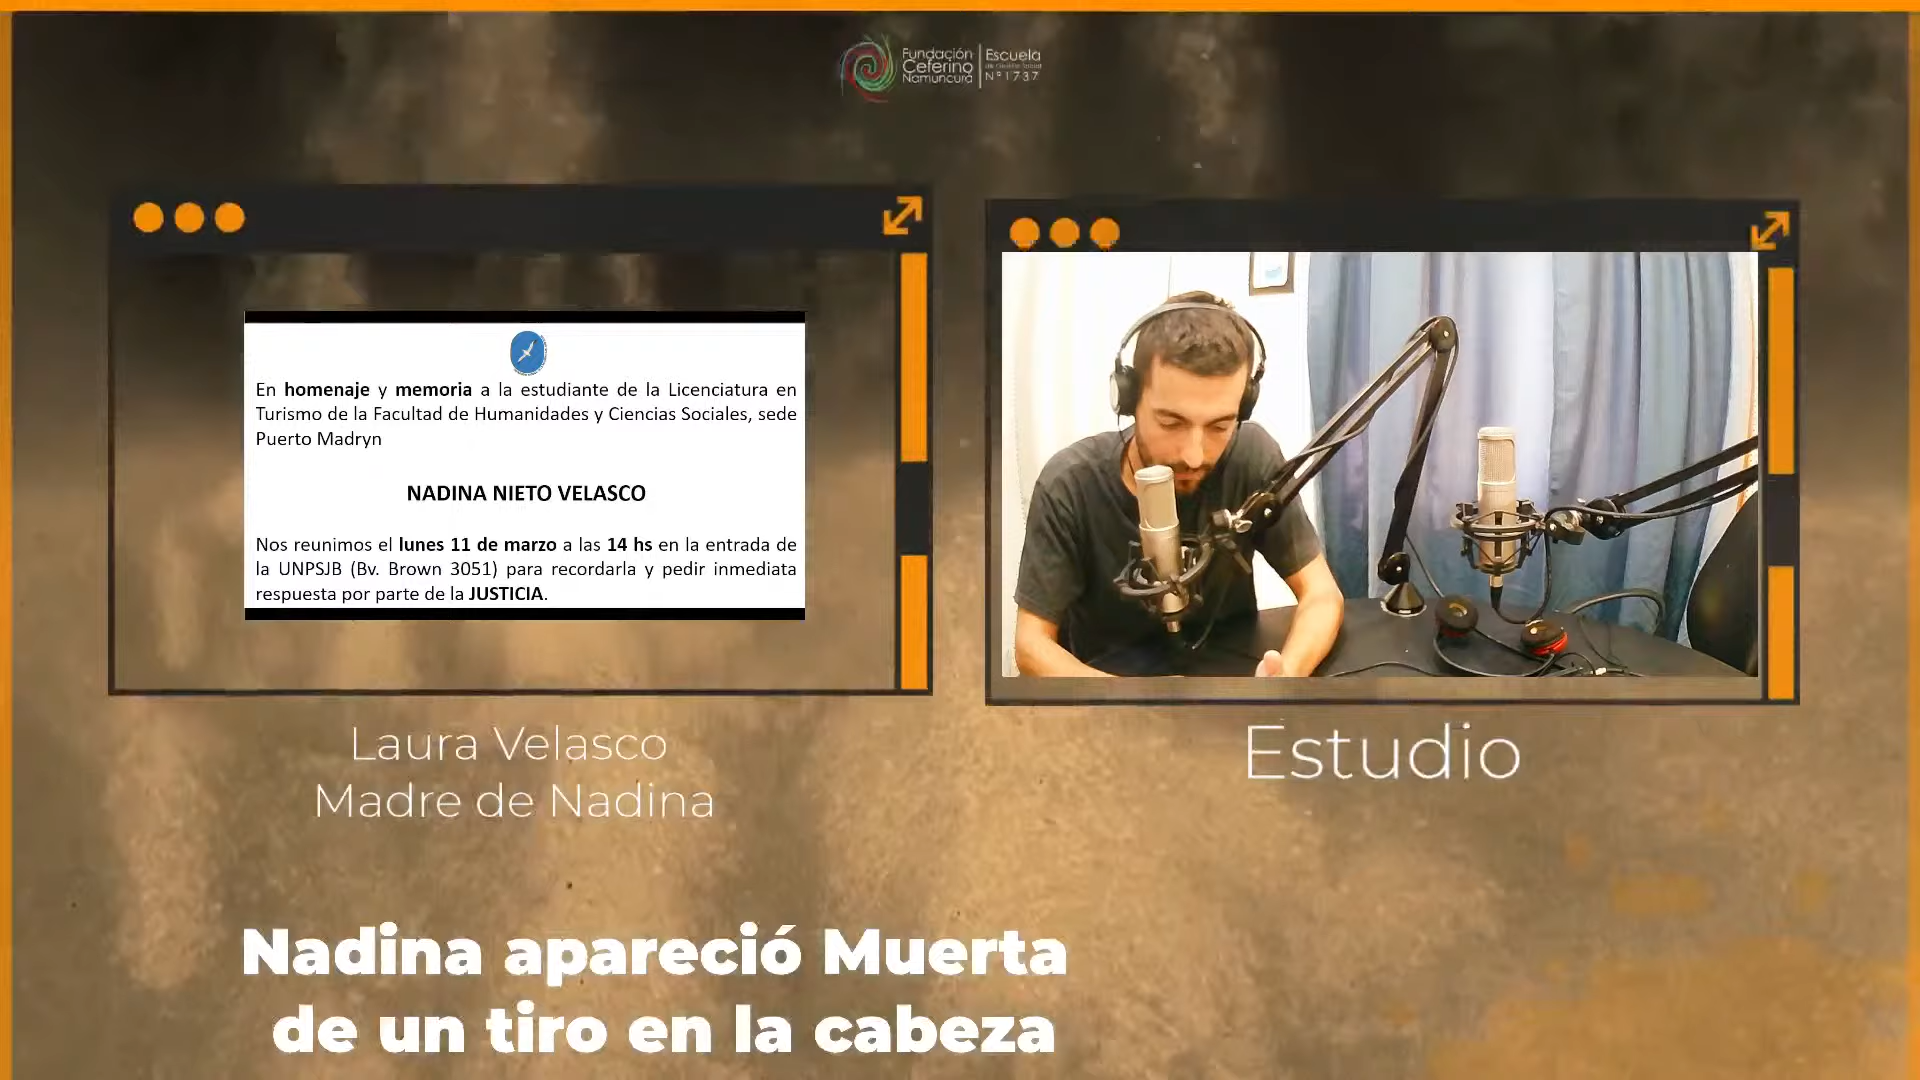 Fundación
Ceferino
Namuncurá
Escuela
Nº1737
En homenaje y memoria a la estudiante de la Licenciatura en
Turismo de la Facultad de Humanidades y Ciencias Sociales, sede
Puerto Madryn
NADINA NIETO VELASCO
Nos reunimos el lunes 11 de marzo a las 14 hs en la entrada de
la UNPSJB (Bv. Brown 3051) para recordarla y pedir inmediata
respuesta por parte de la JUSTICIA.
Laura Velasco
Madre de Nadina
Estudio
Nadina apareció Muerta
de un tiro en la cabeza